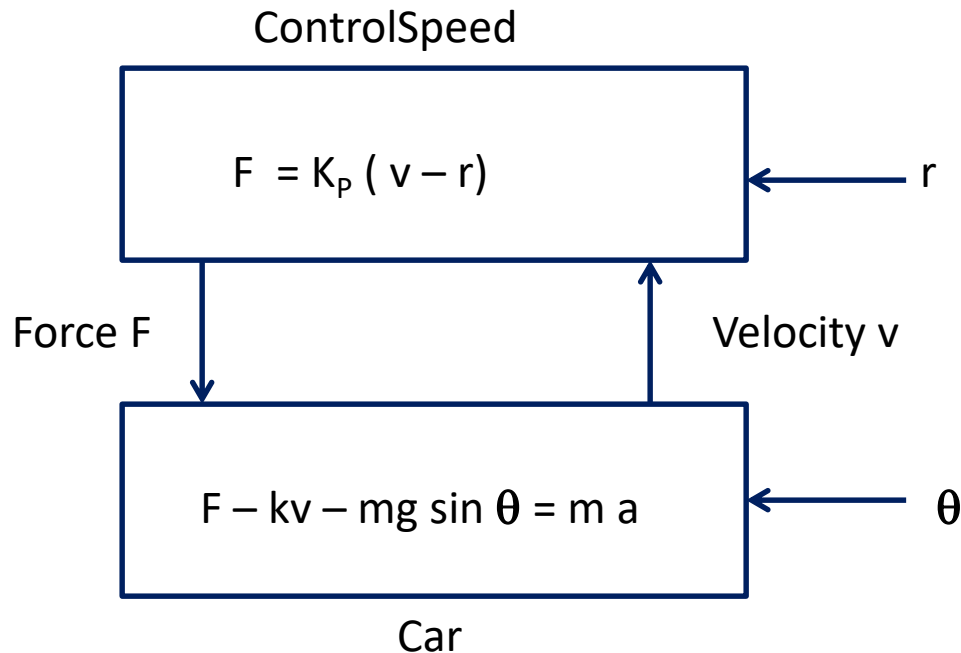 ControlSpeed
F = K_P ( v – r)
r
Force F
Velocity v
F – kv – mg sin θ = m a
θ
Car